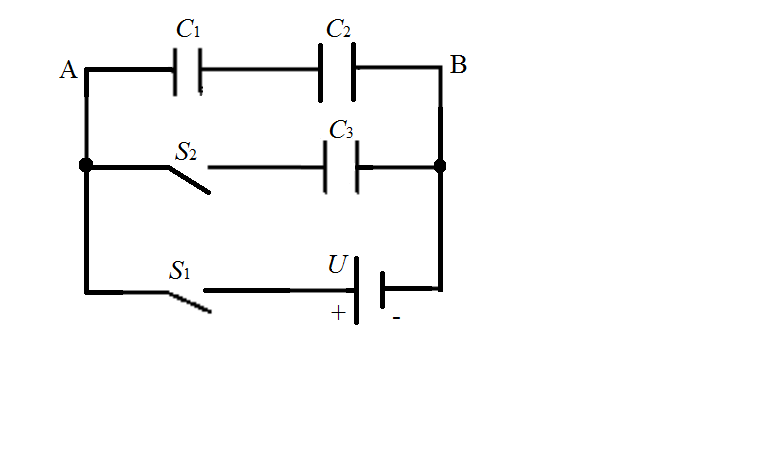 C1 C2
A B
C3
S2
S1 U
+ -